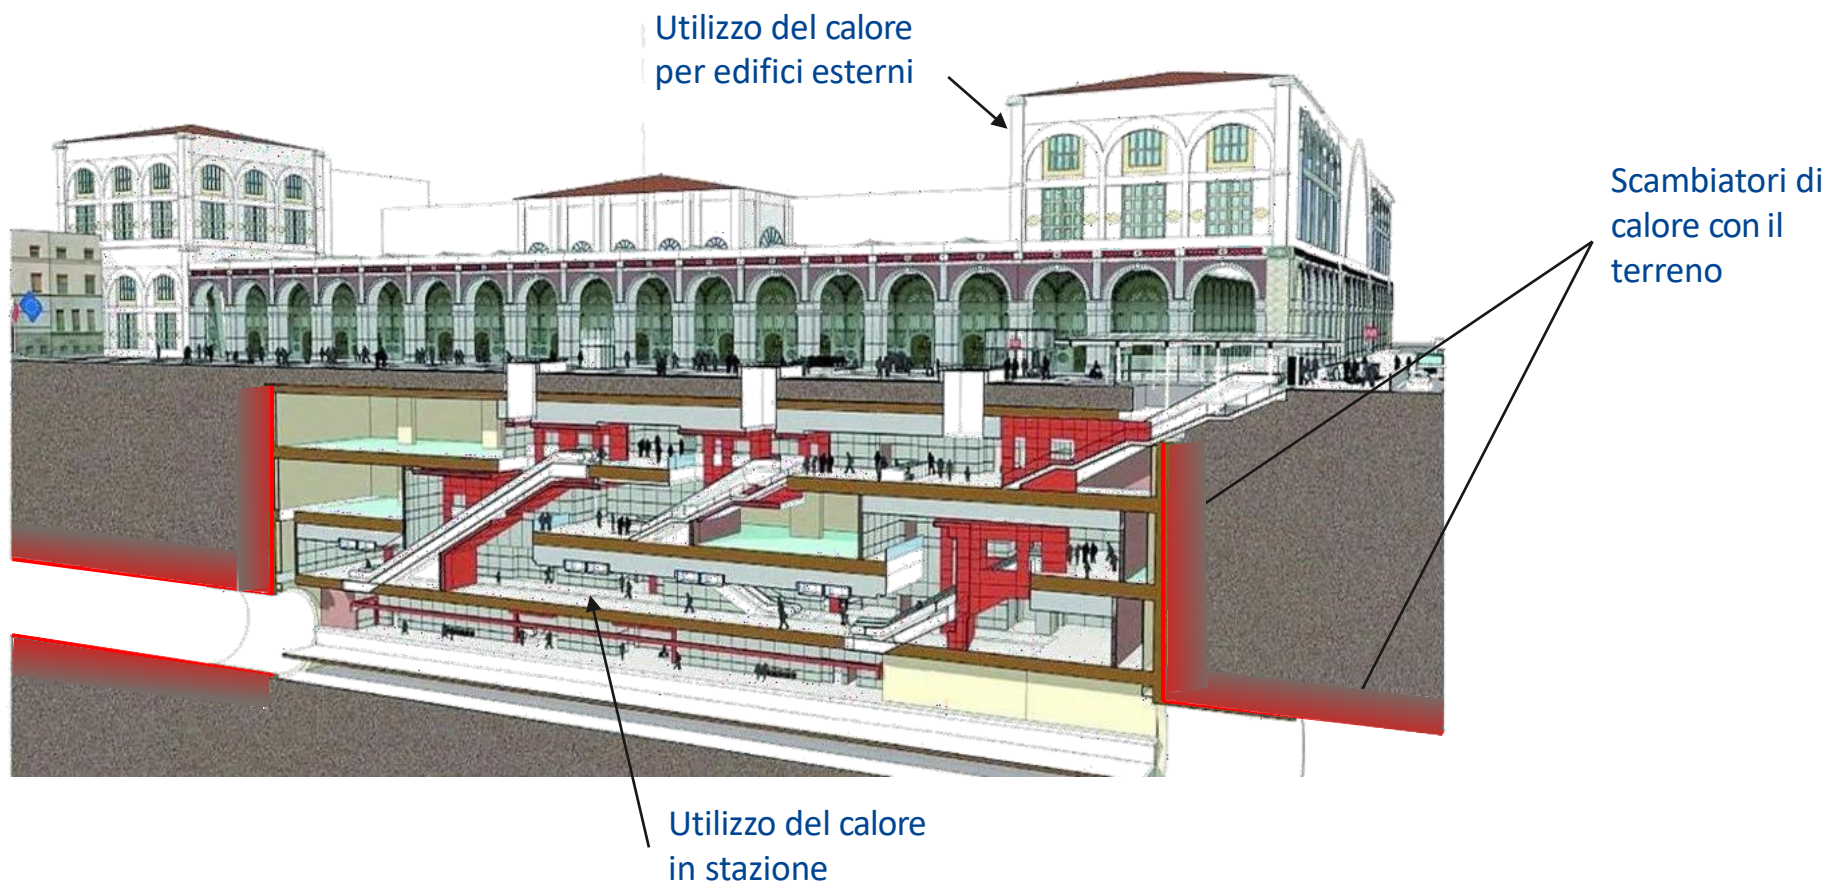 Utilizzo del calore
per edifici esterni
Scambiatori di
calore con il
terreno
Utilizzo del calore
in stazione